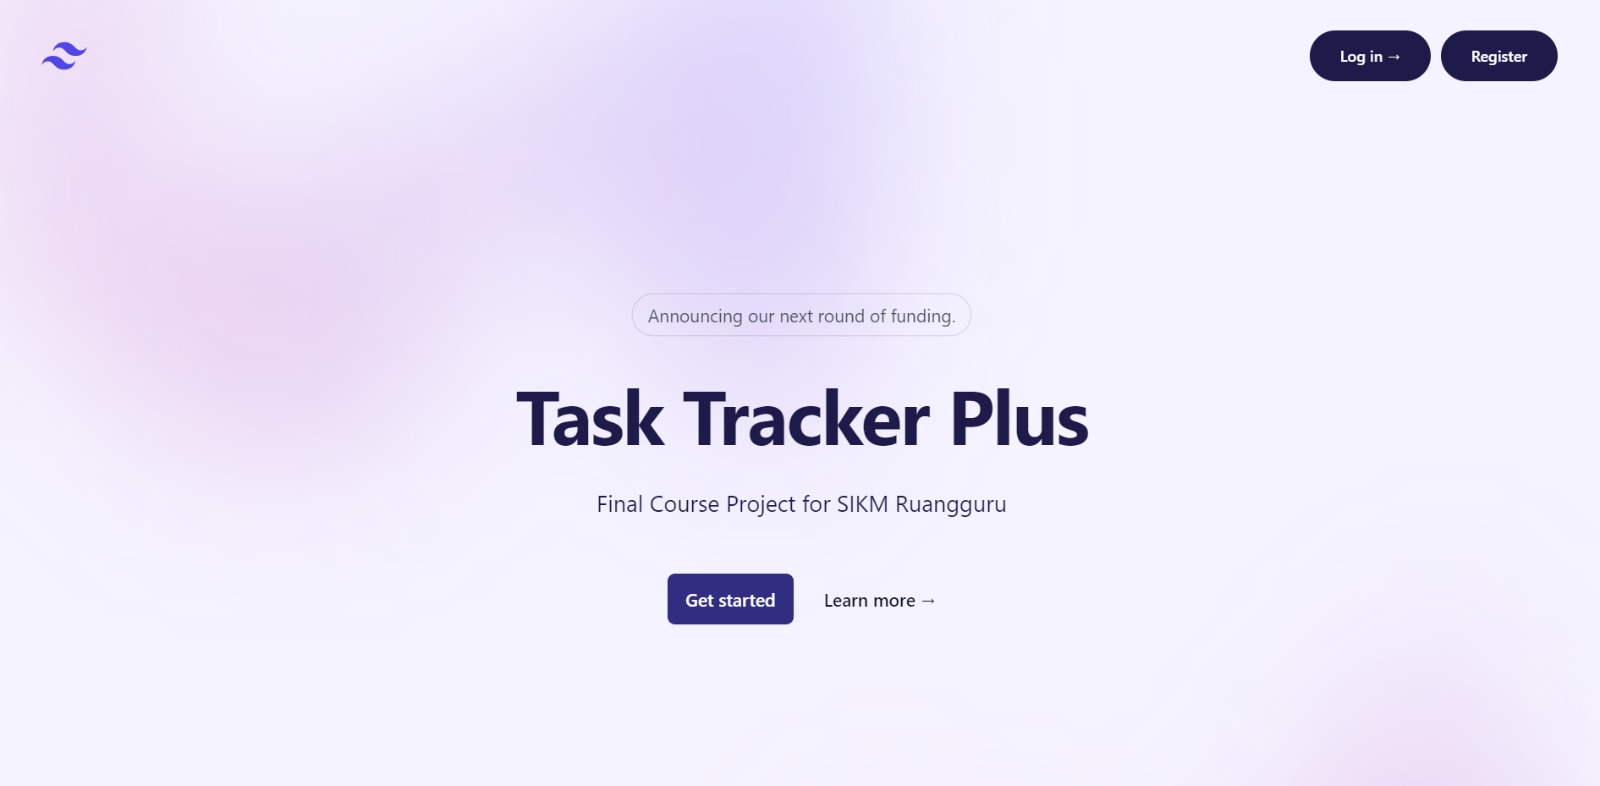 Log in →
Register
Announcing our next round of funding.
Task Tracker Plus
Final Course Project for SIKM Ruangguru
Get started
Learn more →